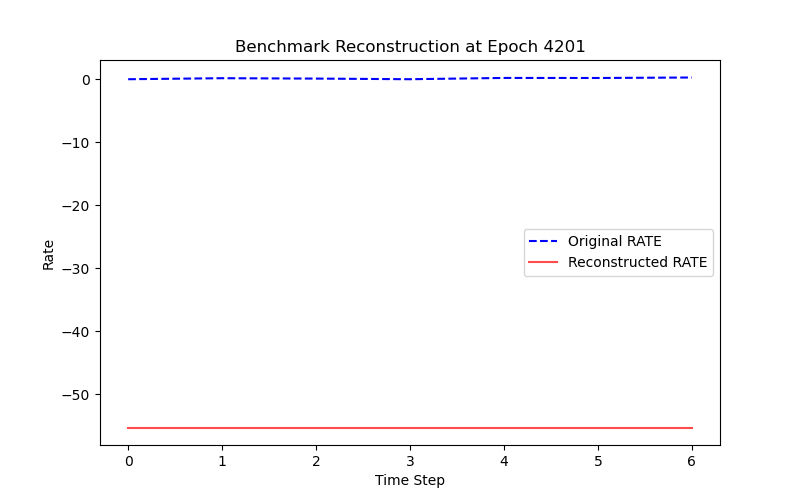 Benchmark Reconstruction at Epoch 4201
Rate
0
−10
−20
−30
−40
−50
Original RATE
Reconstructed RATE
0 1 2 3 4 5 6
Time Step